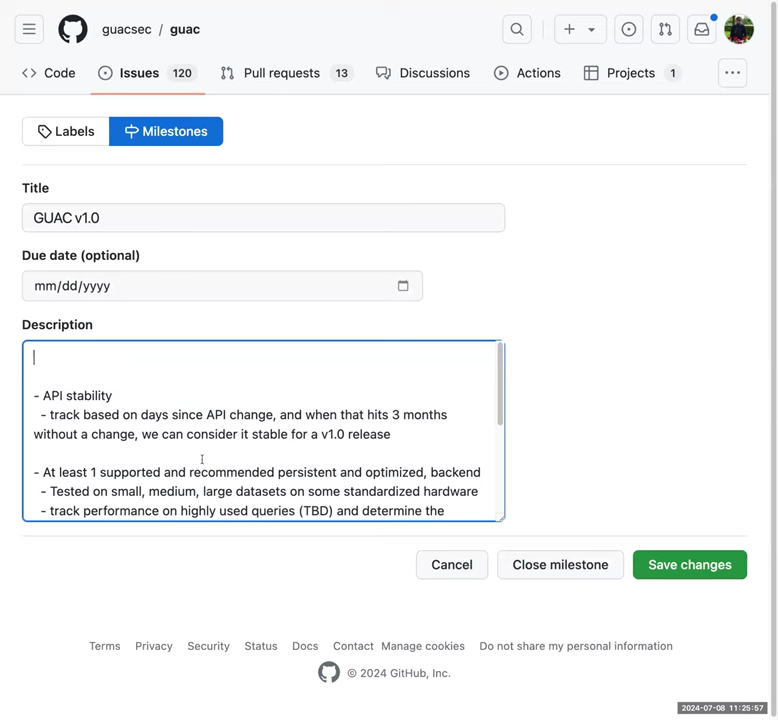 guacsec / guac
Code
Issues 120
Pull requests 13
Discussions
Actions
Projects 1
Labels
Milestones
Title
GUAC v1.0
Due date (optional)
mm/dd/yyyy
Description
- API stability
- track based on days since API change, and when that hits 3 months
without a change, we can consider it stable for a v1.0 release
- At least 1 supported and recommended persistent and optimized, backend
- Tested on small, medium, large datasets on some standardized hardware
- track performance on highly used queries (TBD) and determine the
Cancel
Close milestone
Save changes
Terms Privacy Security Status Docs Contact Manage cookies Do not share my personal information
© 2024 GitHub, Inc.
2024-07-08 11:25:57